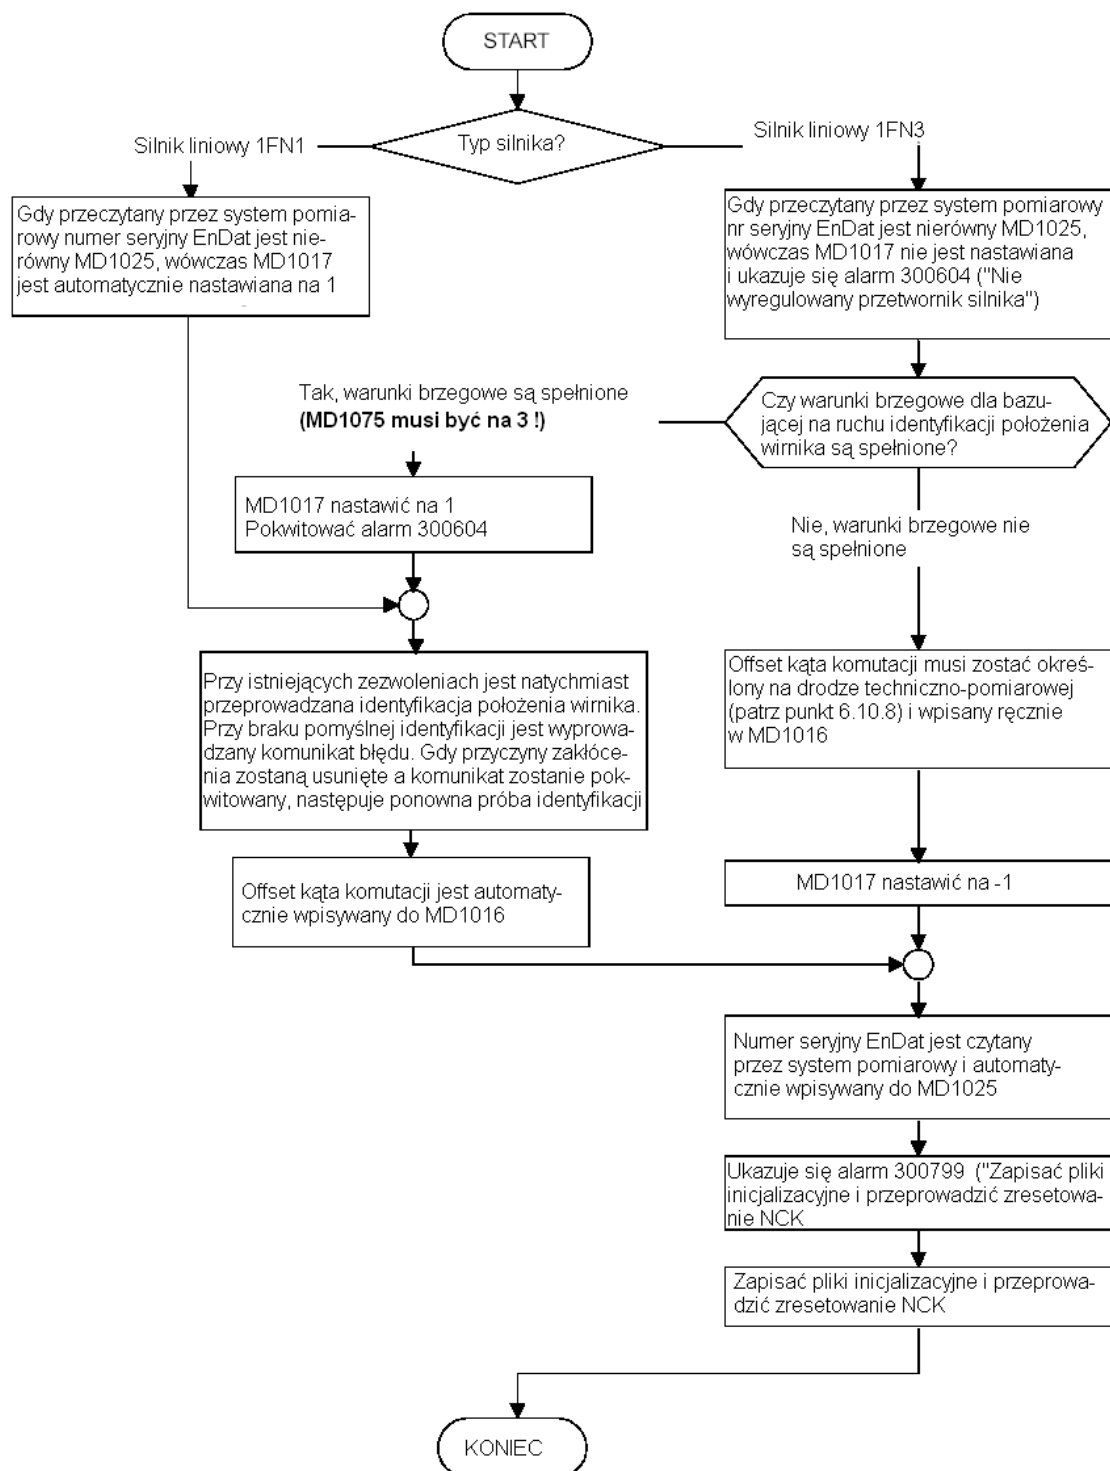 START
Typ silnika?
Silnik liniowy 1FN1
Silnik liniowy 1FN3
Gdy przeczytany przez system pomia-
rowy numer seryjny EnDat jest nie-
równy MD1025, wówczas MD1017
jest automatycznie nastawiana na 1
Gdy przeczytany przez system pomiarowy
nr seryjny EnDat jest nierówny MD1025,
wówczas MD1017 nie jest nastawiana
i ukazuje się alarm 300604 ("Nie
wyregulowany przetwornik silnika")
Tak, warunki brzegowe są spełnione
(MD1075 musi być na 3 !)
Czy warunki brzegowe dla bazu-
jącej na ruchu identyfikacji położenia
wirnika są spełnione?
MD1017 nastawić na 1
Pokwitować alarm 300604
Nie, warunki brzegowe nie
są spełnione
Przy istniejących zezwoleniach jest natychmiast
przeprowadzana identyfikacja położenia wirnika.
Przy braku pomyślnej identyfikacji jest wyprowa-
dzany komunikat błędu. Gdy przyczyny zakłóce-
nia zostaną usunięte a komunikat zostanie pok-
witowany, następuje ponowna próba identyfikacji
Offset kąta komutacji musi zostać okreś-
lony na drodze techniczno-pomiarowej
(patrz punkt 6.10.8) i wpisany ręcznie
w MD1016
Offset kąta komutacji jest automaty-
cznie wpisywany do MD1016
MD1017 nastawić na -1
Numer seryjny EnDat jest czytany
przez system pomiarowy i automaty-
cznie wpisywany do MD1025
Ukazuje się alarm 300799 ("Zapisać pliki
inicjalizacyjne i przeprowadzić zresetowa-
nie NCK
Zapisać pliki inicjalizacyjne i przeprowa-
dzić zresetowanie NCK
KONIEC